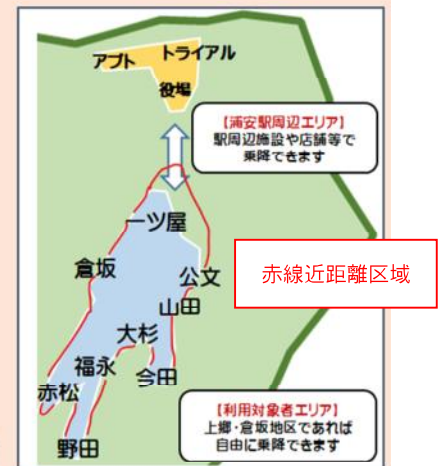 アプト
トライアル
役場
【浦安駅周辺エリア】
駅周辺施設や店舗等で
乗降できます
一ツ屋
倉坂
公文
赤線近距離区域
山田
大杉
福永
今田
赤松
野田
【利用対象者エリア】
上郷・倉坂地区であれば
自由に乗降できます